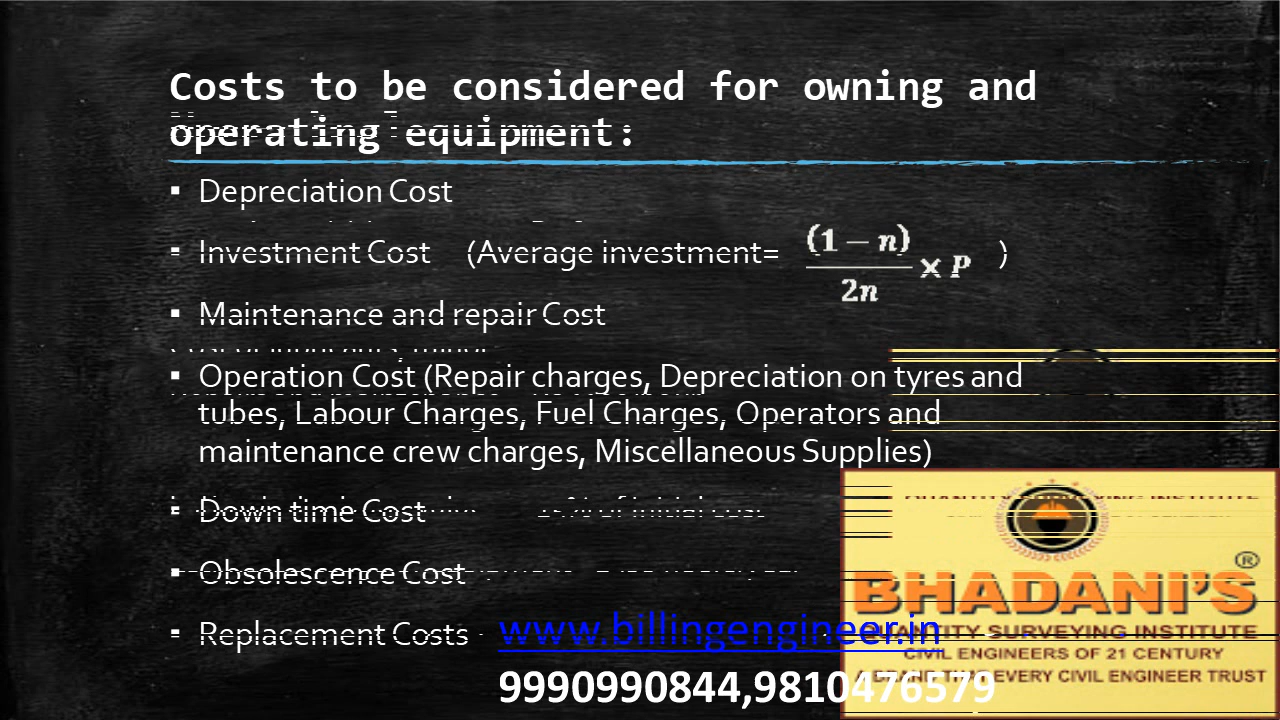 Costs to be considered for owning and
operating equipment:
▪ Depreciation Cost
▪ Investment Cost (Average investment= (1 − n) / 2n × P )
▪ Maintenance and repair Cost
▪ Operation Cost (Repair charges, Depreciation on tyres and
tubes, Labour Charges, Fuel Charges, Operators and
maintenance crew charges, Miscellaneous Supplies)
▪ Down time Cost
▪ Obsolescence Cost
▪ Replacement Costs
www.billingengineer.in
9990990844,9810476579
®
BHADANI'S
QUANTITY SURVEYING INSTITUTE
CIVIL ENGINEERS OF 21 CENTURY
EVERY CIVIL ENGINEER TRUST